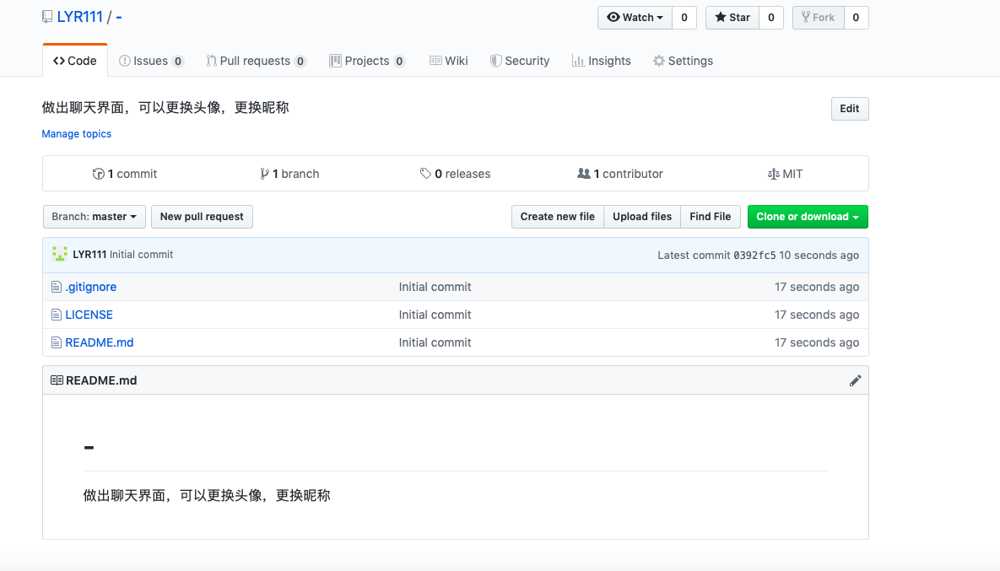 LYR111 / -
Watch 0 Star 0 Fork 0
Code Issues 0 Pull requests 0 Projects 0 Wiki Security Insights Settings
做出聊天界面，可以更换头像，更换昵称
Edit
Manage topics
1 commit 1 branch 0 releases 1 contributor MIT
Branch: master New pull request Create new file Upload files Find File Clone or download
LYR111 Initial commit Latest commit 0392fc5 10 seconds ago
.gitignore Initial commit 17 seconds ago
LICENSE Initial commit 17 seconds ago
README.md Initial commit 17 seconds ago
README.md
-
做出聊天界面，可以更换头像，更换昵称